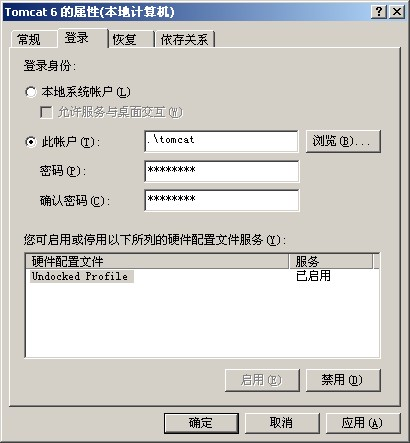 Tomcat 6 的属性(本地计算机)
常规 登录 恢复 依存关系
登录身份:
本地系统帐户(L)
允许服务与桌面交互(W)
此帐户(T): .\tomcat 浏览(B)...
密码(P): ********
确认密码(C): ********
您可启用或停用以下所列的硬件配置文件服务(Y):
硬件配置文件 服务
Undocked Profile 已启用
启用(E) 禁用(D)
确定 取消 应用(A)